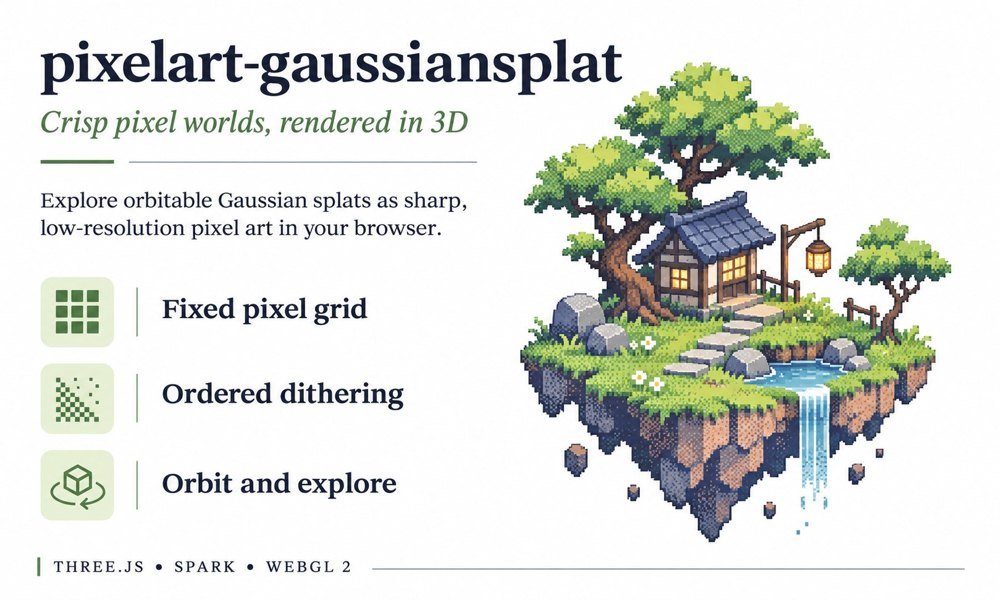 pixelart-gaussiansplat
Crisp pixel worlds, rendered in 3D
Explore orbitable Gaussian splats as sharp,
low-resolution pixel art in your browser.
Fixed pixel grid
Ordered dithering
Orbit and explore
THREE.JS • SPARK • WEBGL 2